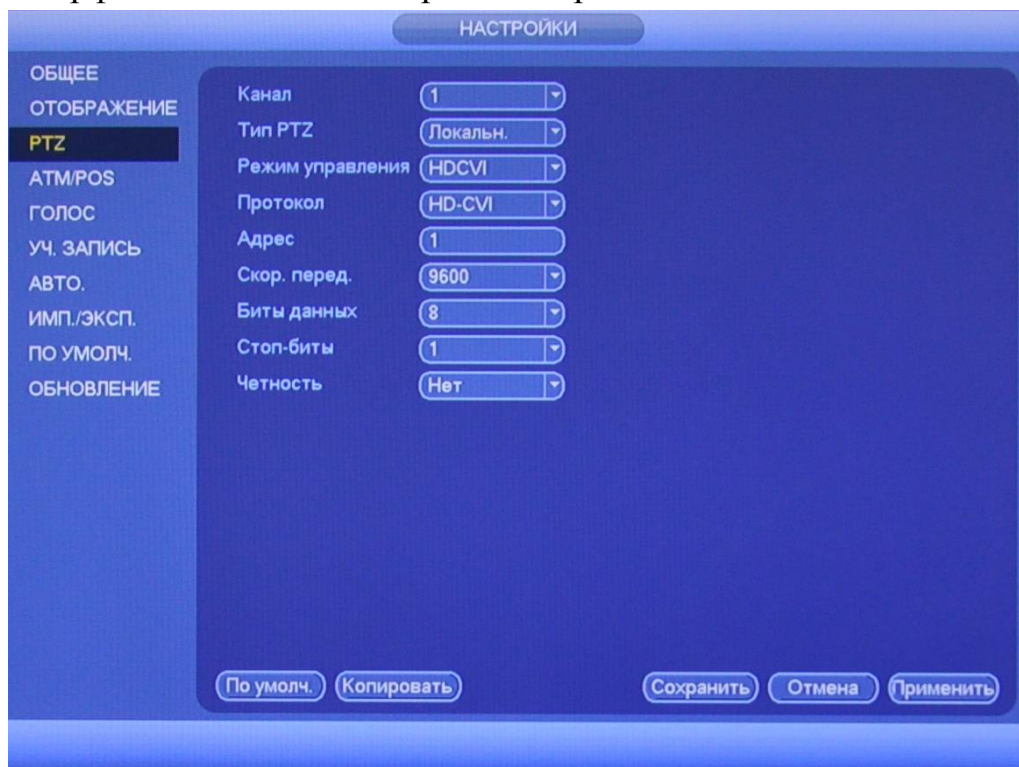 НАСТРОЙКИ
ОБЩЕЕ
ОТОБРАЖЕНИЕ
PTZ
ATM/POS
ГОЛОС
УЧ. ЗАПИСЬ
АВТО.
ИМП./ЭКСП.
ПО УМОЛЧ.
ОБНОВЛЕНИЕ
Канал 1
Тип PTZ Локальн.
Режим управления HDCVI
Протокол HD-CVI
Адрес 1
Скор. перед. 9600
Биты данных 8
Стоп-биты 1
Четность Нет
По умолч. Копировать Сохранить Отмена Применить